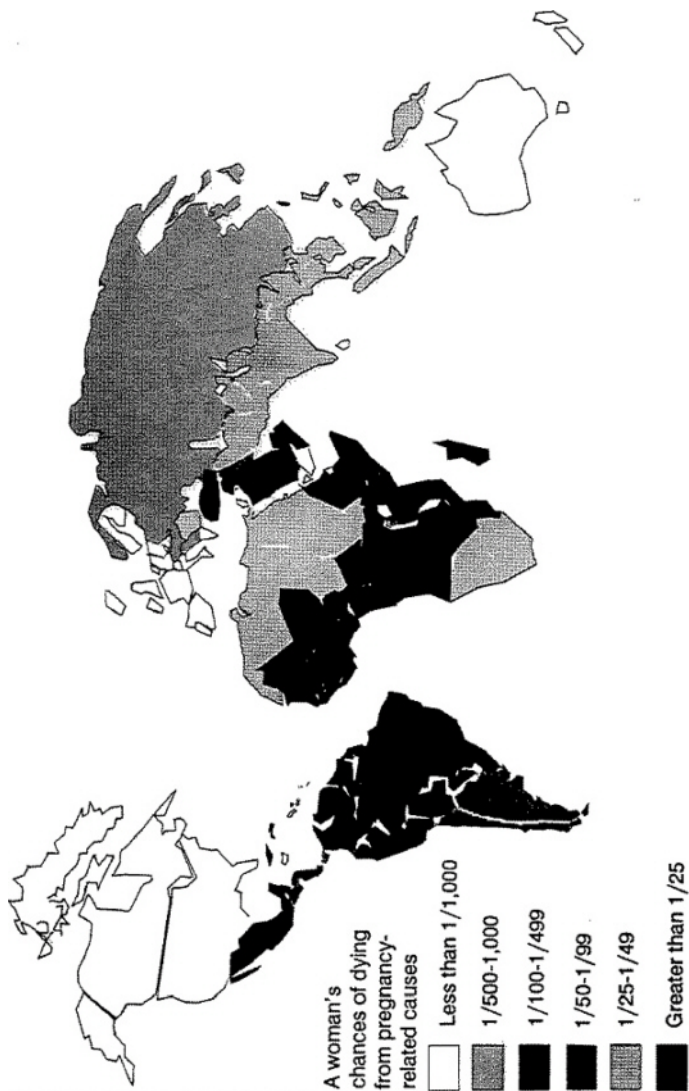 A woman's
chances of dying
from pregnancy-
related causes
Less than 1/1,000
1/500-1,000
1/100-1/499
1/50-1/99
1/25-1/49
Greater than 1/25